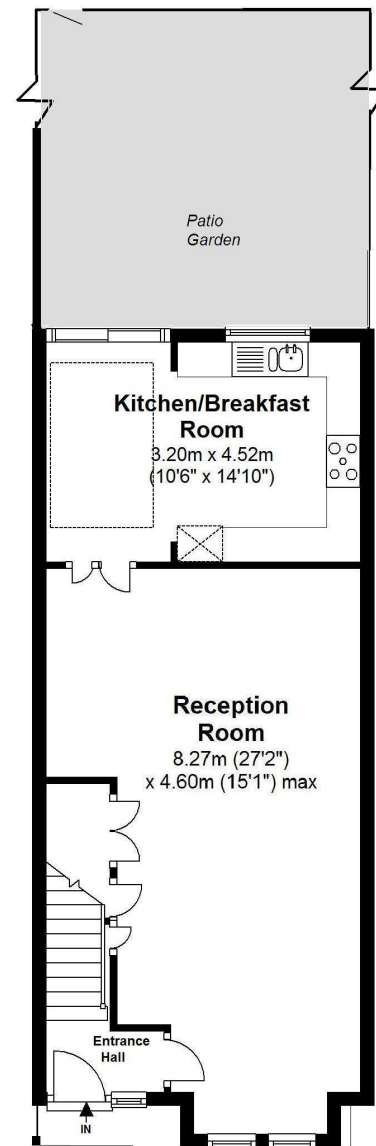 Patio
Garden
Kitchen/Breakfast
Room
3.20m x 4.52m
(10'6" x 14'10")
Reception
Room
8.27m (27'2")
x 4.60m (15'1") max
Entrance
Hall
IN